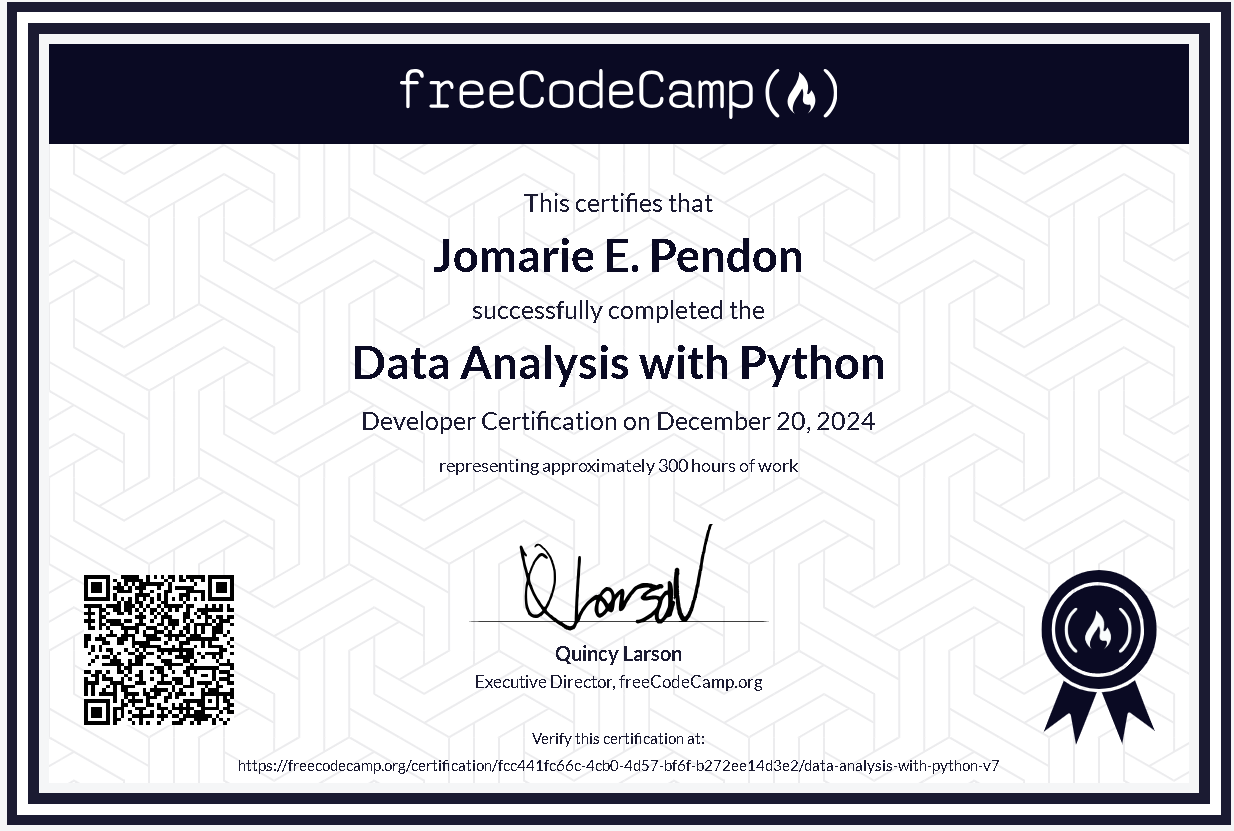 freeCodeCamp
This certifies that
Jomarie E. Pendon
successfully completed the
Data Analysis with Python
Developer Certification on December 20, 2024
representing approximately 300 hours of work
QLarson
Quincy Larson
Executive Director, freeCodeCamp.org
Verify this certification at:
https://freecodecamp.org/certification/fcc441fc66c-4cb0-4d57-bf6f-b272ee14d3e2/data-analysis-with-python-v7